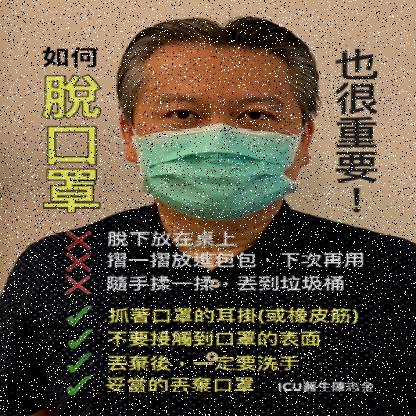 如何
脫口罩
也很重要！
脫下放在桌上
摺一摺放進包包，下次再用
隨手揉一揉，丟到垃圾桶
抓著口罩的耳掛(或橡皮筋)
不要接觸到口罩的表面
丟棄後，一定要洗手
妥當的丟棄口罩
ICU醫生陳志金